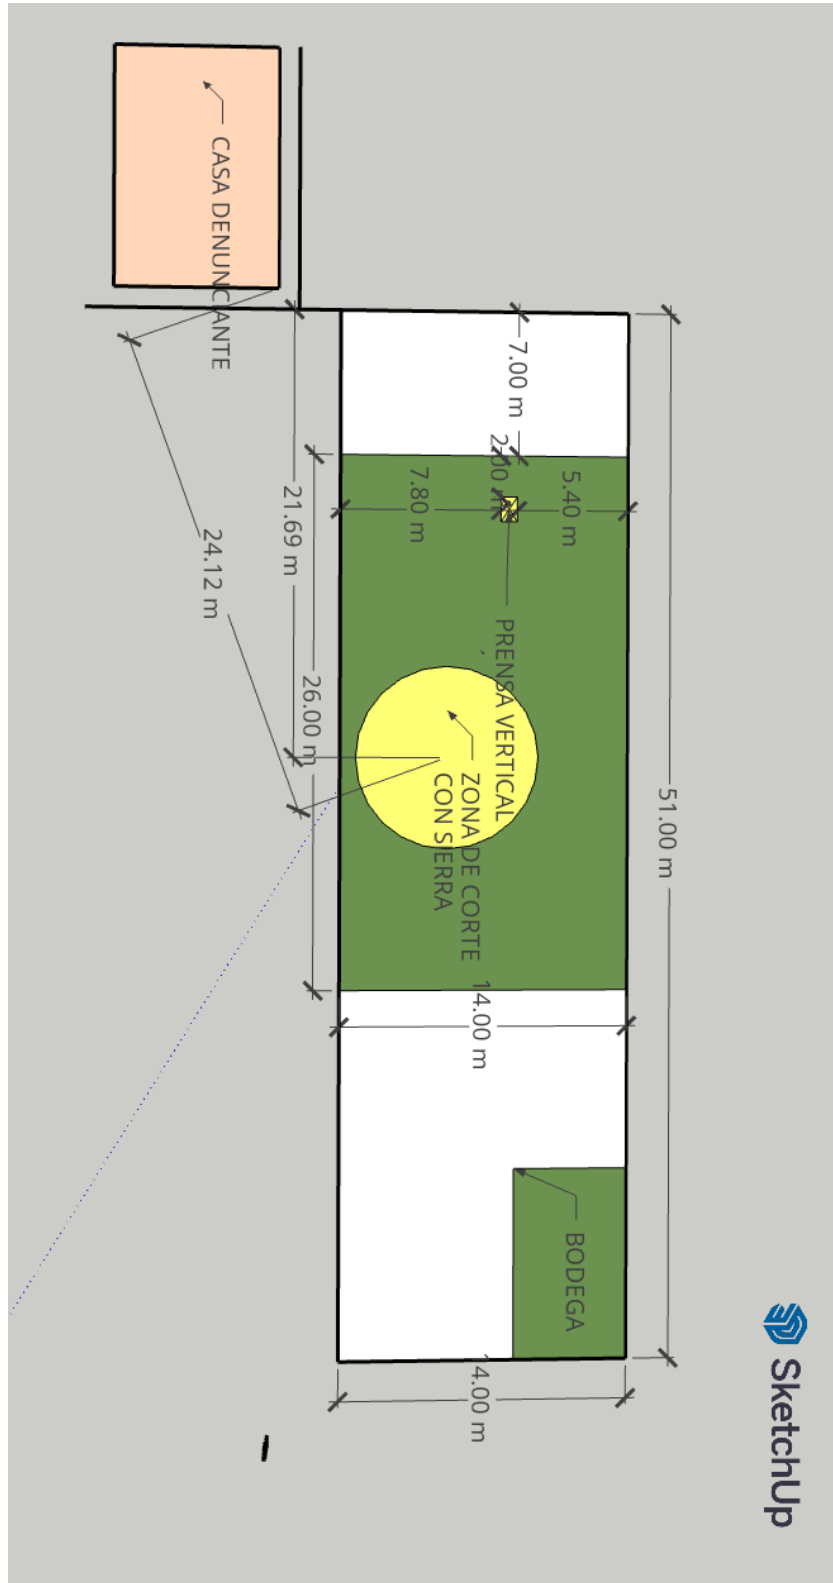 CASA DENUNCIANTE
7.00 m
2.00 m
5.40 m
7.80 m
21.69 m
24.12 m
26.00 m
PRENSA VERTICAL
ZONA DE CORTE
CON SIERRA
51.00 m
14.00 m
BODEGA
14.00 m
SketchUp